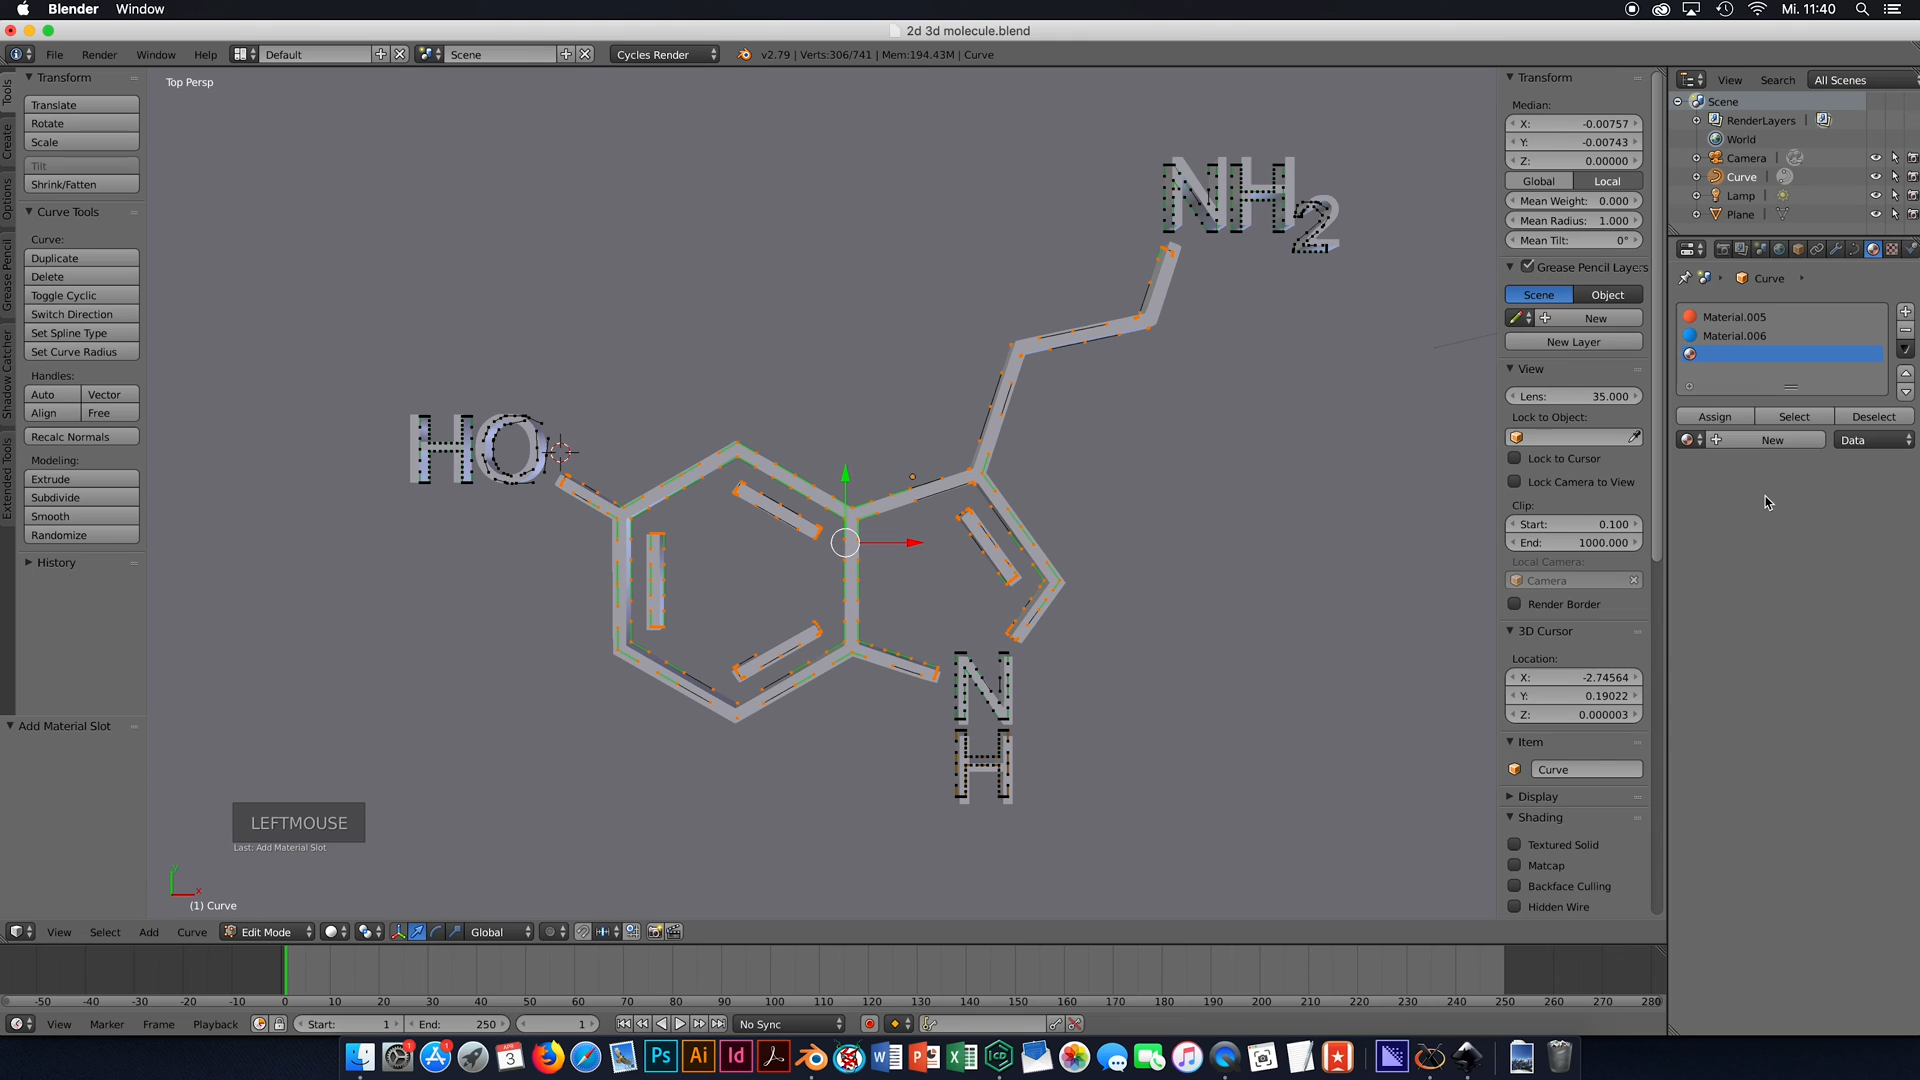 Blender Window
Mi. 11:40
2d 3d molecule.blend
File Render Window Help Default Scene Cycles Render v2.79 | Verts:306/741 | Mem:194.43M | Curve
Tools
Create
Options
Grease Pencil
Shadow Catcher
Extended Tools
Transform
Translate
Rotate
Scale
Tilt
Shrink/Fatten
Curve Tools
Curve:
Duplicate
Delete
Toggle Cyclic
Switch Direction
Set Spline Type
Set Curve Radius
Handles:
Auto Vector
Align Free
Recalc Normals
Modeling:
Extrude
Subdivide
Smooth
Randomize
History
Add Material Slot
Top Persp
NH2
HO
N
H
LEFTMOUSE
Last: Add Material Slot
y
x
(1) Curve
Transform
Median:
X: -0.00757
Y: -0.00743
Z: 0.00000
Global Local
Mean Weight: 0.000
Mean Radius: 1.000
Mean Tilt: 0°
Grease Pencil Layers
Scene Object
New
New Layer
View
Lens: 35.000
Lock to Object:
Lock to Cursor
Lock Camera to View
Clip:
Start: 0.100
End: 1000.000
Local Camera:
Camera
Render Border
3D Cursor
Location:
X: -2.74564
Y: 0.19022
Z: 0.000003
Item
Curve
Display
Shading
Textured Solid
Matcap
Backface Culling
Hidden Wire
View Search All Scenes
Scene
RenderLayers
World
Camera
Curve
Lamp
Plane
Curve
Material.005
Material.006
Assign Select Deselect
New Data
View Select Add Curve Edit Mode Global
-50 -40 -30 -20 -10 0 10 20 30 40 50 60 70 80 90 100 110 120 130 140 150 160 170 180 190 200 210 220 230 240 250 260 270 280
View Marker Frame Playback Start: 1 End: 250 1 No Sync
1 1 APR 3 Ps Ai Id W P X